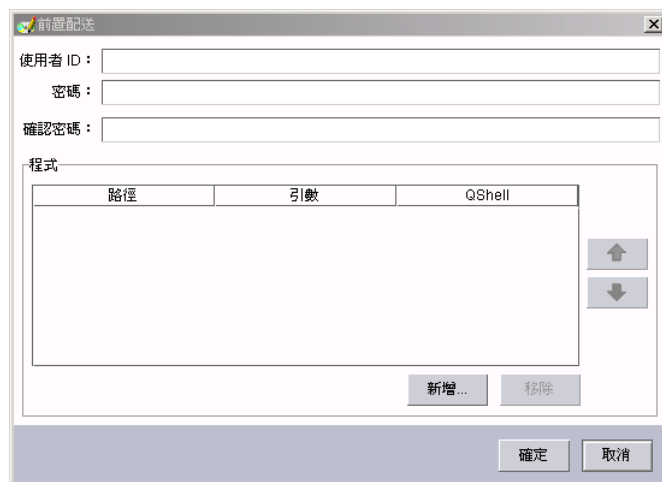 前置配送
使用者 ID：
密碼：
確認密碼：
程式
路徑 引數 QShell
新增... 移除
確定 取消